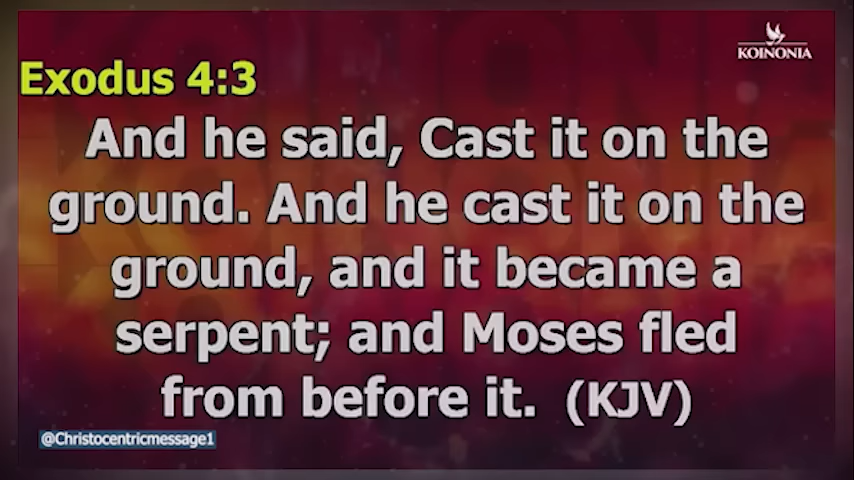 KOINONIA
Exodus 4:3
And he said, Cast it on the
ground. And he cast it on the
ground, and it became a
serpent; and Moses fled
from before it. (KJV)
@Christocentricmessage1